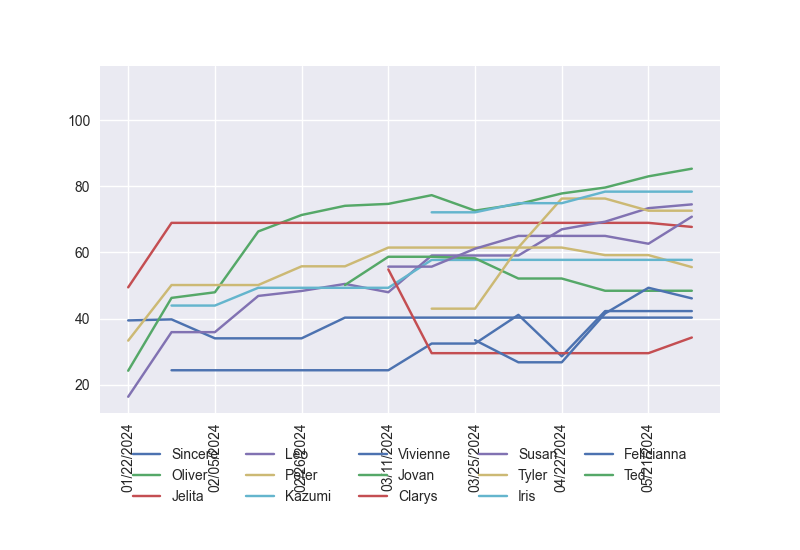 100
80
60
40
20
01/22/2024 02/05/2024 02/26/2024 03/11/2024 03/25/2024 04/22/2024 05/21/2024
Sincere Leo Vivienne Susan Felicianna
Oliver Peter Jovan Tyler Ted
Jelita Kazumi Clarys Iris